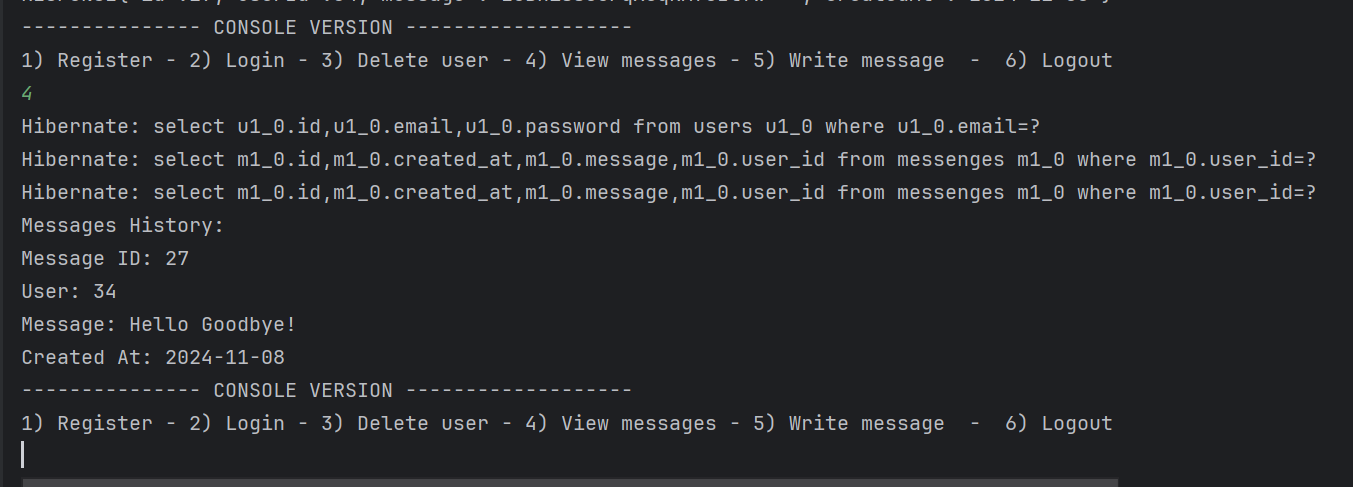 --------------- CONSOLE VERSION -------------------
1) Register - 2) Login - 3) Delete user - 4) View messages - 5) Write message  -  6) Logout
4
Hibernate: select u1_0.id,u1_0.email,u1_0.password from users u1_0 where u1_0.email=?
Hibernate: select m1_0.id,m1_0.created_at,m1_0.message,m1_0.user_id from messenges m1_0 where m1_0.user_id=?
Hibernate: select m1_0.id,m1_0.created_at,m1_0.message,m1_0.user_id from messenges m1_0 where m1_0.user_id=?
Messages History:
Message ID: 27
User: 34
Message: Hello Goodbye!
Created At: 2024-11-08
--------------- CONSOLE VERSION -------------------
1) Register - 2) Login - 3) Delete user - 4) View messages - 5) Write message  -  6) Logout